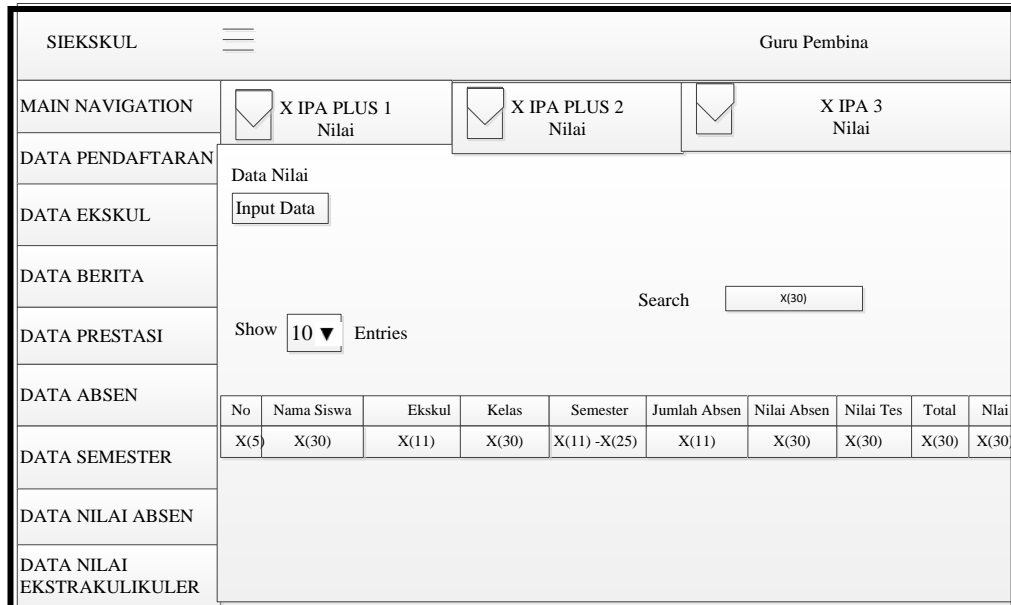 SIEKSKUL
Guru Pembina
MAIN NAVIGATION
DATA PENDAFTARAN
DATA EKSKUL
DATA BERITA
DATA PRESTASI
DATA ABSEN
DATA SEMESTER
DATA NILAI ABSEN
DATA NILAI
EKSTRAKULIKULER
X IPA PLUS 1
Nilai
X IPA PLUS 2
Nilai
X IPA 3
Nilai
Data Nilai
Input Data
Search X(30)
Show 10 ▼ Entries
No Nama Siswa Ekskul Kelas Semester Jumlah Absen Nilai Absen Nilai Tes Total Nlai
X(5) X(30) X(11) X(30) X(11) -X(25) X(11) X(30) X(30) X(30) X(30)